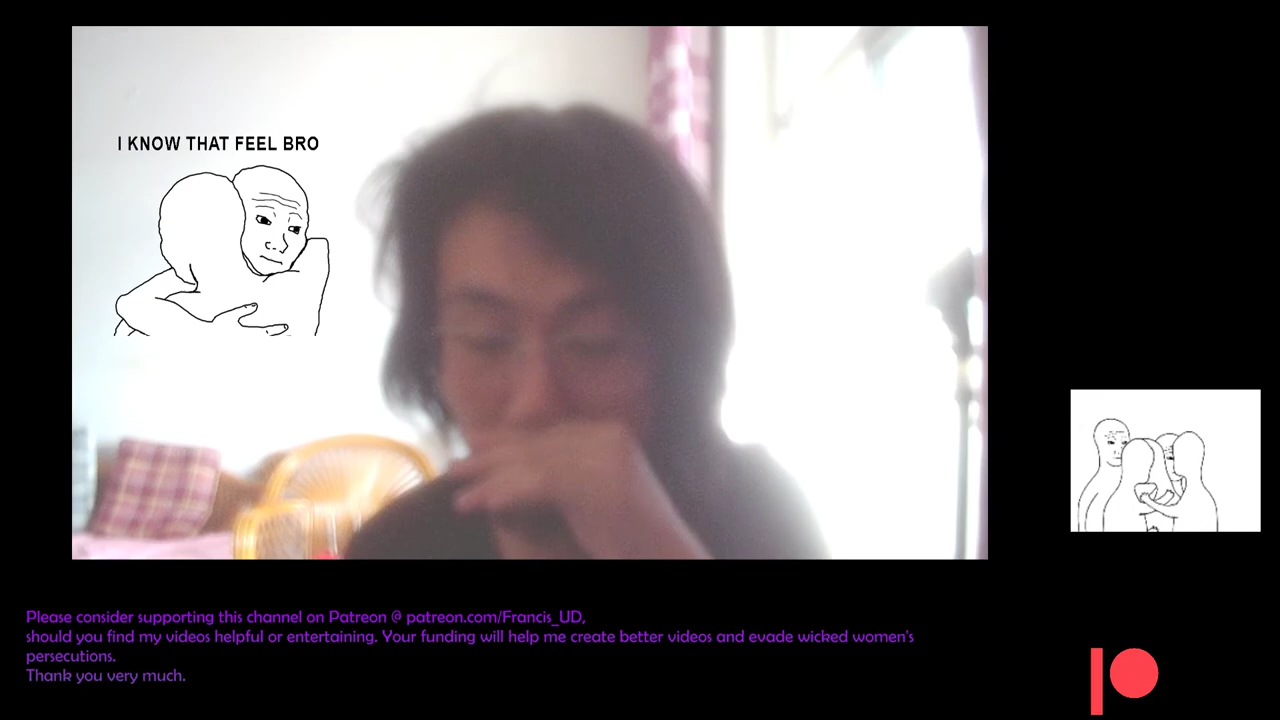 I KNOW THAT FEEL BRO
Please consider supporting this channel on Patreon @ patreon.com/Francis_UD,
should you find my videos helpful or entertaining. Your funding will help me create better videos and evade wicked women's
persecutions.
Thank you very much.